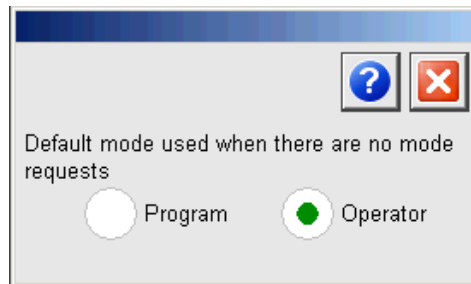 Default mode used when there are no mode
requests
Program
Operator